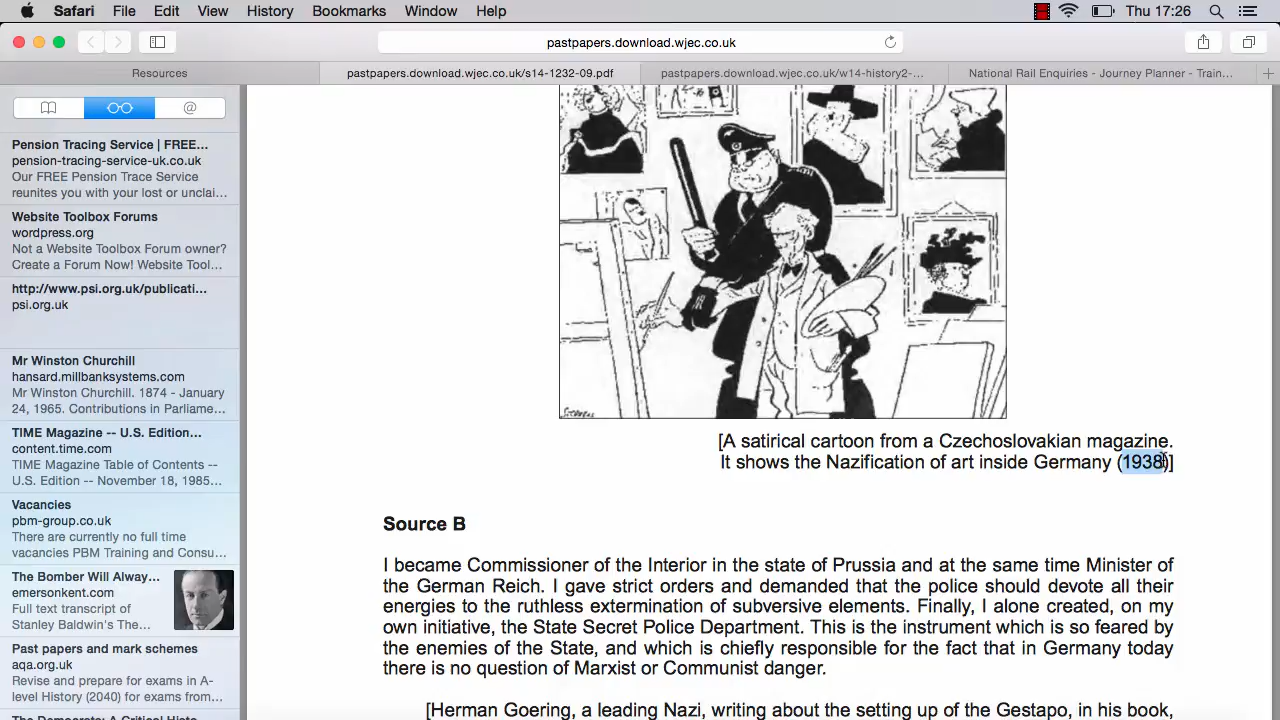 Safari File Edit View History Bookmarks Window Help Thu 17:26
pastpapers.download.wjec.co.uk
Resources
pastpapers.download.wjec.co.uk/s14-1232-09.pdf
pastpapers.download.wjec.co.uk/w14-history2-...
National Rail Enquiries - Journey Planner - Train...
Pension Tracing Service | FREE...
pension-tracing-service-uk.co.uk
Our FREE Pension Trace Service
reunites you with your lost or unclai...
Website Toolbox Forums
wordpress.org
Not a Website Toolbox Forum owner?
Create a Forum Now! Website Tool...
http://www.psi.org.uk/publicati...
psi.org.uk
Mr Winston Churchill
hansard.millbanksystems.com
Mr Winston Churchill. 1874 - January
24, 1965. Contributions in Parliame...
TIME Magazine -- U.S. Edition...
content.time.com
TIME Magazine Table of Contents --
U.S. Edition -- November 18, 1985...
Vacancies
pbm-group.co.uk
There are currently no full time
vacancies PBM Training and Consu...
The Bomber Will Alway...
emersonkent.com
Full text transcript of
Stanley Baldwin's The...
Past papers and mark schemes
aqa.org.uk
Revise and prepare for exams in A-
level History (2040) for exams from...
The Democrats: A Critical Histo...
[A satirical cartoon from a Czechoslovakian magazine.
It shows the Nazification of art inside Germany (1938)]
Source B
I became Commissioner of the Interior in the state of Prussia and at the same time Minister of
the German Reich. I gave strict orders and demanded that the police should devote all their
energies to the ruthless extermination of subversive elements. Finally, I alone created, on my
own initiative, the State Secret Police Department. This is the instrument which is so feared by
the enemies of the State, and which is chiefly responsible for the fact that in Germany today
there is no question of Marxist or Communist danger.
[Herman Goering, a leading Nazi, writing about the setting up of the Gestapo, in his book,